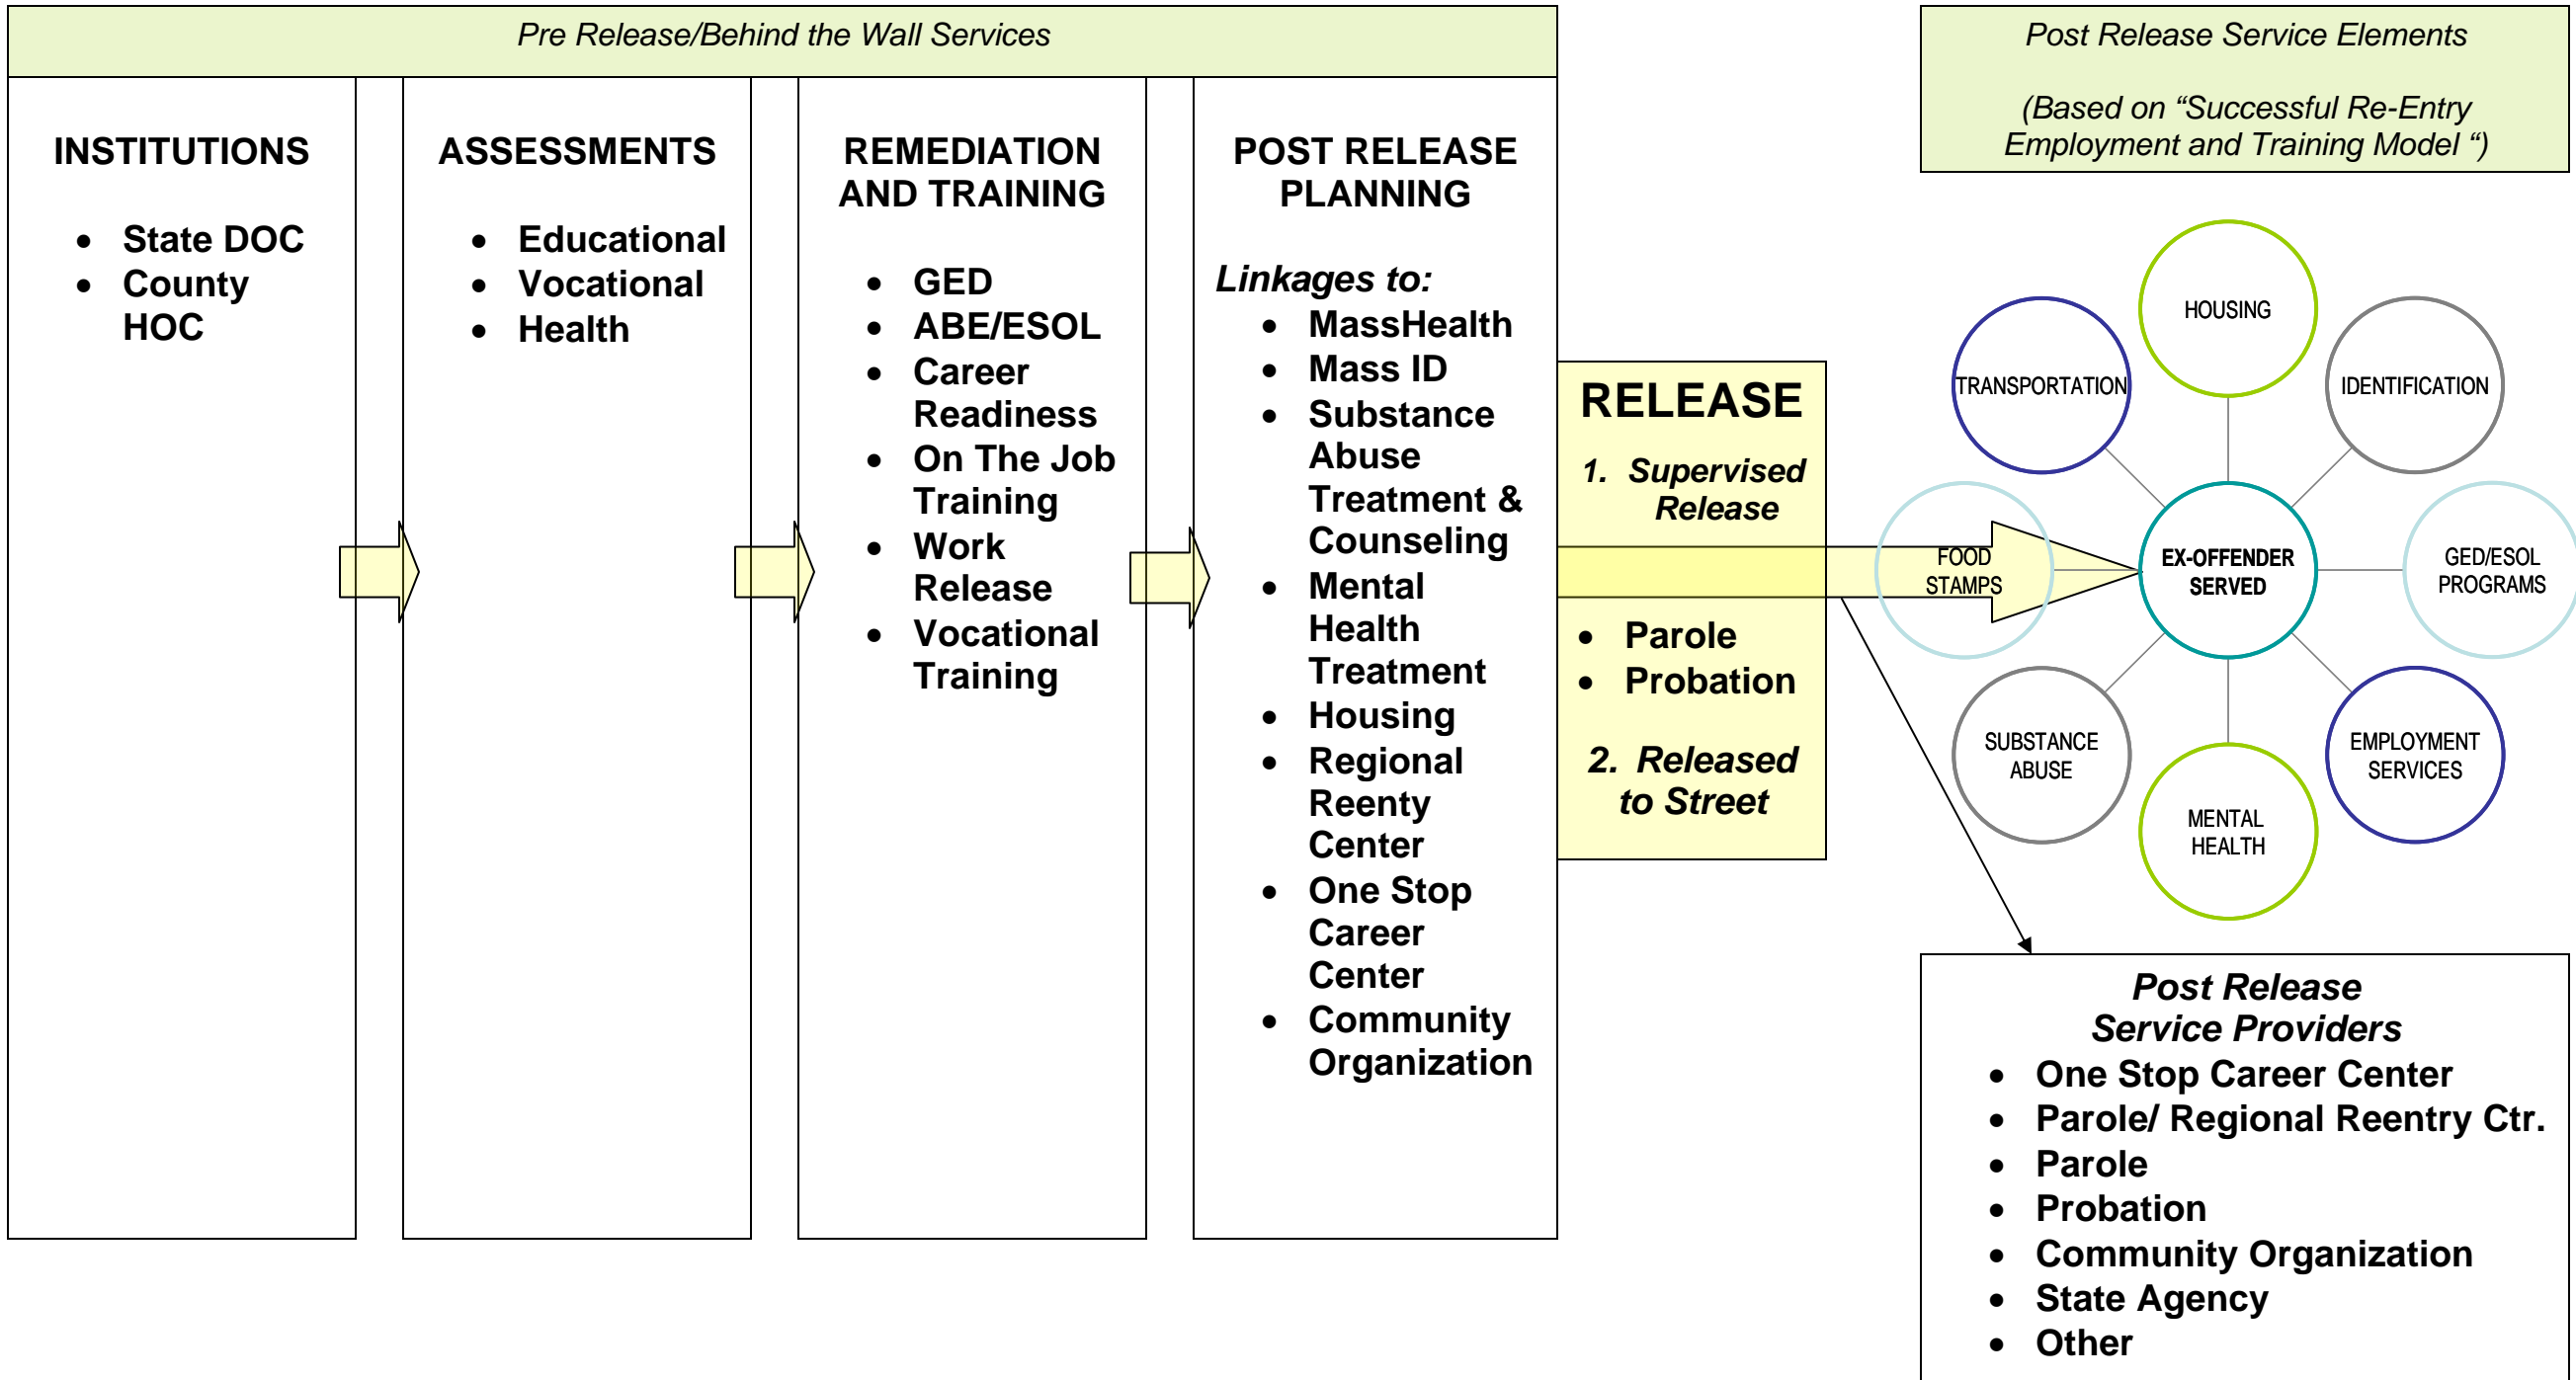 Pre Release/Behind the Wall Services
INSTITUTIONS
• State DOC
• County
HOC
ASSESSMENTS
• Educational
• Vocational
• Health
REMEDIATION
AND TRAINING
• GED
• ABE/ESOL
• Career
Readiness
• On The Job
Training
• Work
Release
• Vocational
Training
POST RELEASE
PLANNING
Linkages to:
• MassHealth
• Mass ID
• Substance
Abuse
Treatment &
Counseling
• Mental
Health
Treatment
• Housing
• Regional
Reenty
Center
• One Stop
Career
Center
• Community
Organization
RELEASE
1. Supervised
Release
• Parole
• Probation
2. Released
to Street
Post Release Service Elements
(Based on “Successful Re-Entry
Employment and Training Model “)
HOUSING
IDENTIFICATION
GED/ESOL
PROGRAMS
EMPLOYMENT
SERVICES
MENTAL
HEALTH
SUBSTANCE
ABUSE
FOOD
STAMPS
TRANSPORTATION
EX-OFFENDER
SERVED
Post Release
Service Providers
• One Stop Career Center
• Parole/ Regional Reentry Ctr.
• Parole
• Probation
• Community Organization
• State Agency
• Other